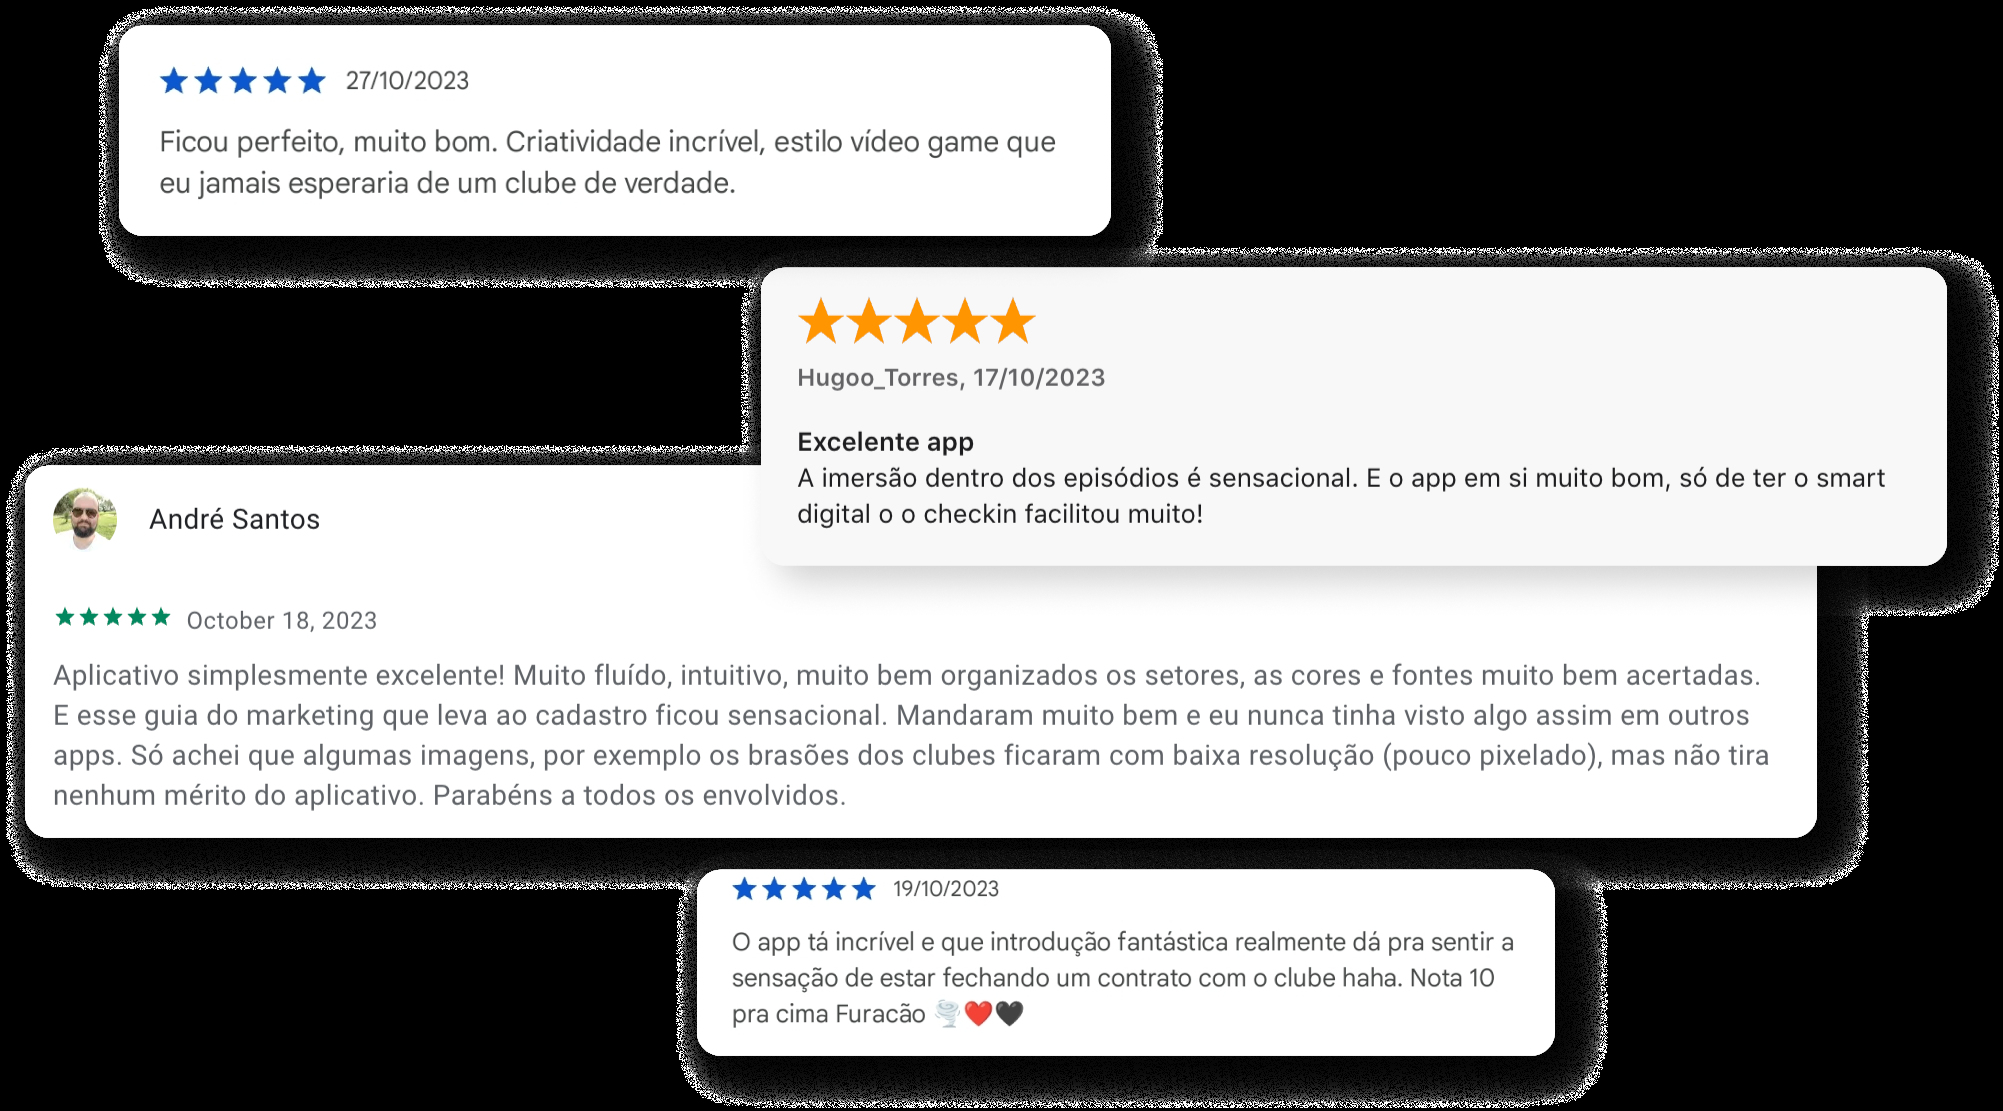 27/10/2023
Ficou perfeito, muito bom. Criatividade incrível, estilo vídeo game que
eu jamais esperaria de um clube de verdade.
Hugoo_Torres, 17/10/2023
Excelente app
A imersão dentro dos episódios é sensacional. E o app em si muito bom, só de ter o smart
digital o o checkin facilitou muito!
André Santos
October 18, 2023
Aplicativo simplesmente excelente! Muito fluído, intuitivo, muito bem organizados os setores, as cores e fontes muito bem acertadas.
E esse guia do marketing que leva ao cadastro ficou sensacional. Mandaram muito bem e eu nunca tinha visto algo assim em outros
apps. Só achei que algumas imagens, por exemplo os brasões dos clubes ficaram com baixa resolução (pouco pixelado), mas não tira
nenhum mérito do aplicativo. Parabéns a todos os envolvidos.
19/10/2023
O app tá incrível e que introdução fantástica realmente dá pra sentir a
sensação de estar fechando um contrato com o clube haha. Nota 10
pra cima Furacão 🌪️❤️🖤